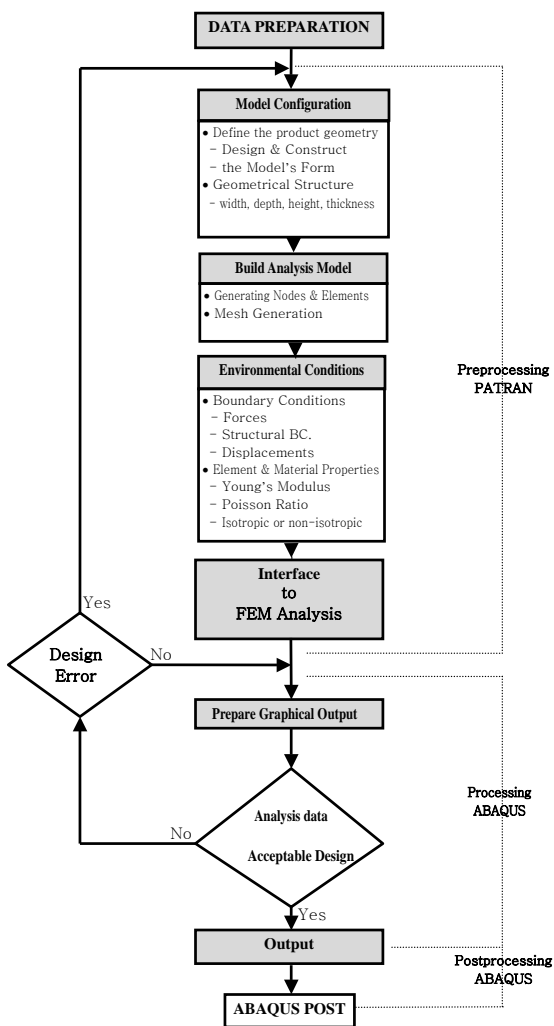 DATA PREPARATION
Model Configuration
• Define the product geometry
- Design & Construct
- the Model's Form
• Geometrical Structure
- width, depth, height, thickness
Build Analysis Model
• Generating Nodes & Elements
• Mesh Generation
Environmental Conditions
• Boundary Conditions
- Forces
- Structural BC.
- Displacements
• Element & Material Properties
- Young's Modulus
- Poisson Ratio
- Isotropic or non-isotropic
Preprocessing
PATRAN
Interface
to
FEM Analysis
Yes
Design
Error
No
Prepare Graphical Output
Analysis data
Acceptable Design
No
Yes
Processing
ABAQUS
Output
Postprocessing
ABAQUS
ABAQUS POST